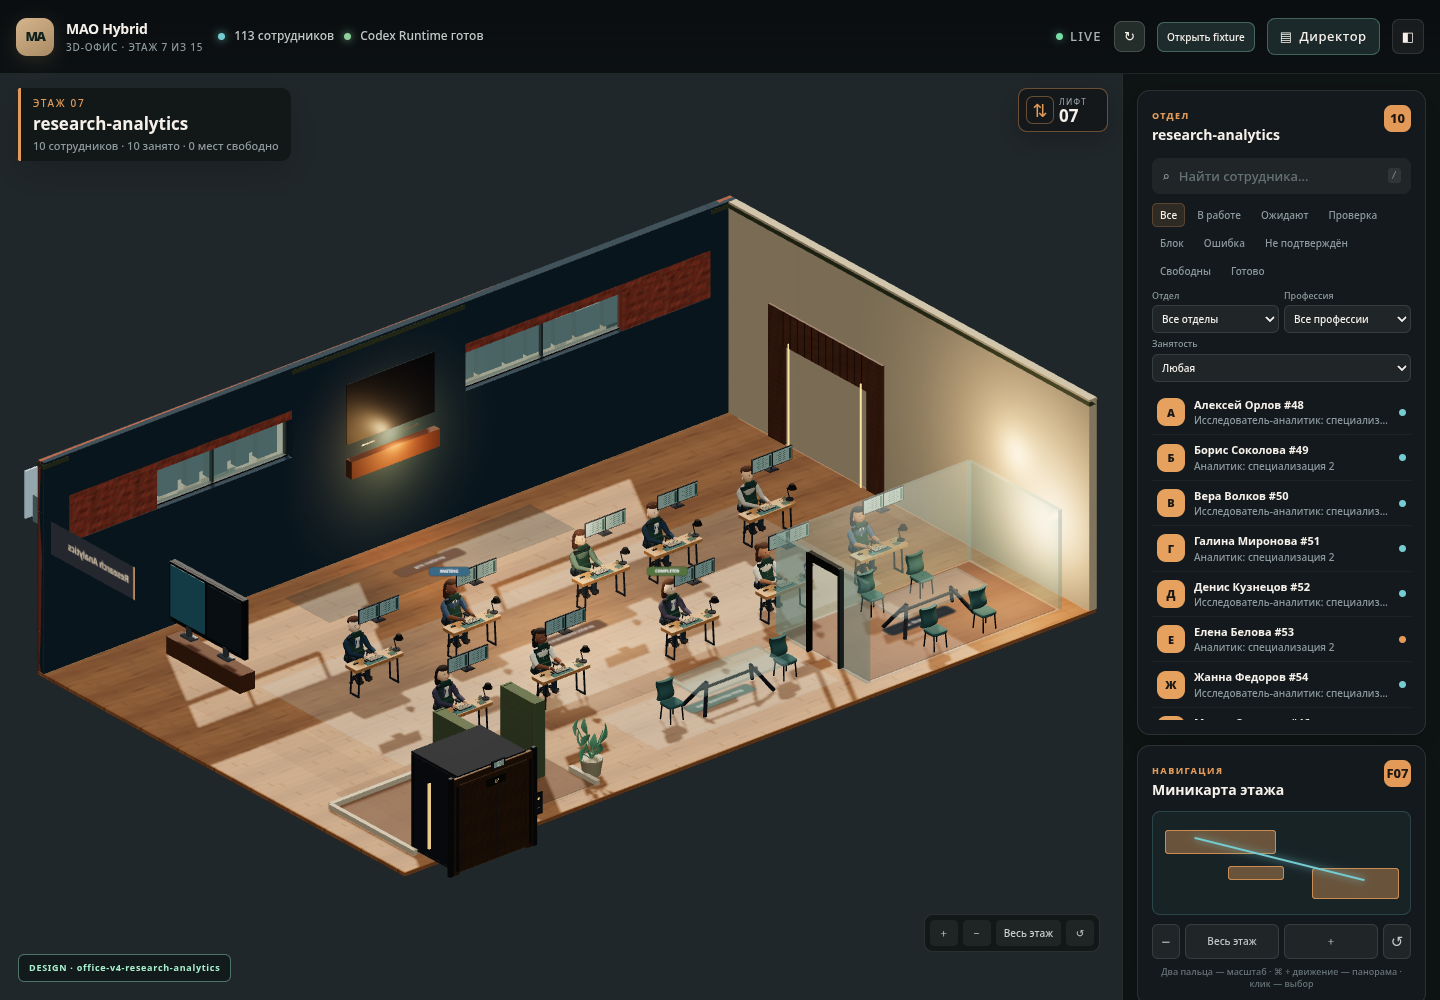 MA
MAO Hybrid
3D-ОФИС · ЭТАЖ 7 ИЗ 15
113 сотрудников
Codex Runtime готов
LIVE
Открыть fixture
Директор
ЭТАЖ 07
research-analytics
10 сотрудников · 10 занято · 0 мест свободно
ЛИФТ
07
Research Analytics
WAITING
COMPLETED
+
−
Весь этаж
DESIGN · office-v4-research-analytics
ОТДЕЛ
research-analytics
10
Найти сотрудника...
/
Все
В работе
Ожидают
Проверка
Блок
Ошибка
Не подтверждён
Свободны
Готово
Отдел
Профессия
Все отделы
Все профессии
Занятость
Любая
А
Алексей Орлов #48
Исследователь-аналитик: специализ...
Б
Борис Соколова #49
Аналитик: специализация 2
В
Вера Волков #50
Исследователь-аналитик: специализ...
Г
Галина Миронова #51
Аналитик: специализация 2
Д
Денис Кузнецов #52
Исследователь-аналитик: специализ...
Е
Елена Белова #53
Аналитик: специализация 2
Ж
Жанна Федоров #54
Исследователь-аналитик: специализ...
НАВИГАЦИЯ
Миникарта этажа
F07
−
Весь этаж
+
Два пальца — масштаб · ⌘ + движение — панорама ·
клик — выбор